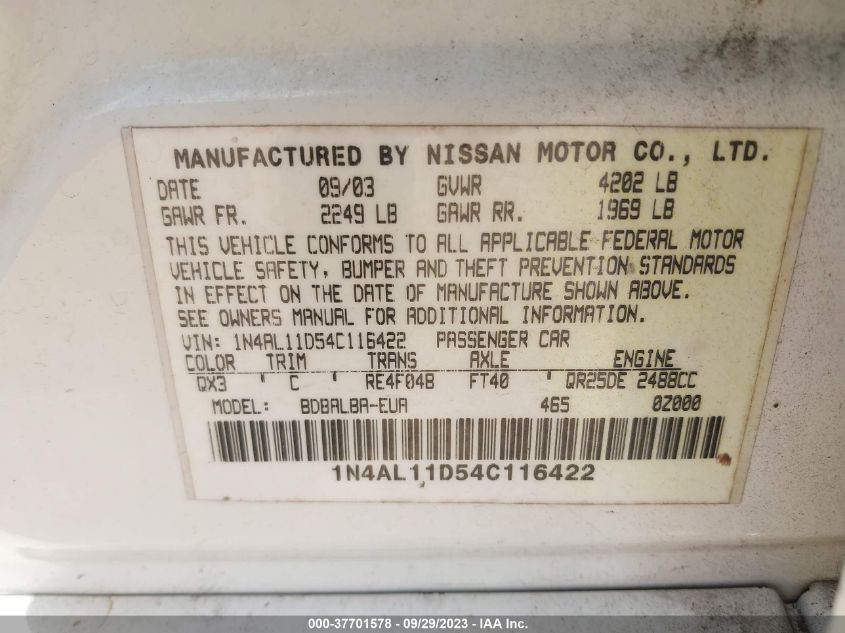 MANUFACTURED BY NISSAN MOTOR CO., LTD.
DATE 09/03 GVWR 4202 LB
GAWR FR. 2249 LB GAWR RR. 1969 LB
THIS VEHICLE CONFORMS TO ALL APPLICABLE FEDERAL MOTOR
VEHICLE SAFETY, BUMPER AND THEFT PREVENTION STANDARDS
IN EFFECT ON THE DATE OF MANUFACTURE SHOWN ABOVE.
SEE OWNERS MANUAL FOR ADDITIONAL INFORMATION.
VIN: 1N4AL11D54C116422 PASSENGER CAR
COLOR TRIM TRANS AXLE ENGINE
QX3 ' C ' RE4F04B FT40 ' QR25DE 2488CC
MODEL: BDBALBA-EUA 465 0Z000
1N4AL11D54C116422
000-37701578 - 09/29/2023 - IAA Inc.